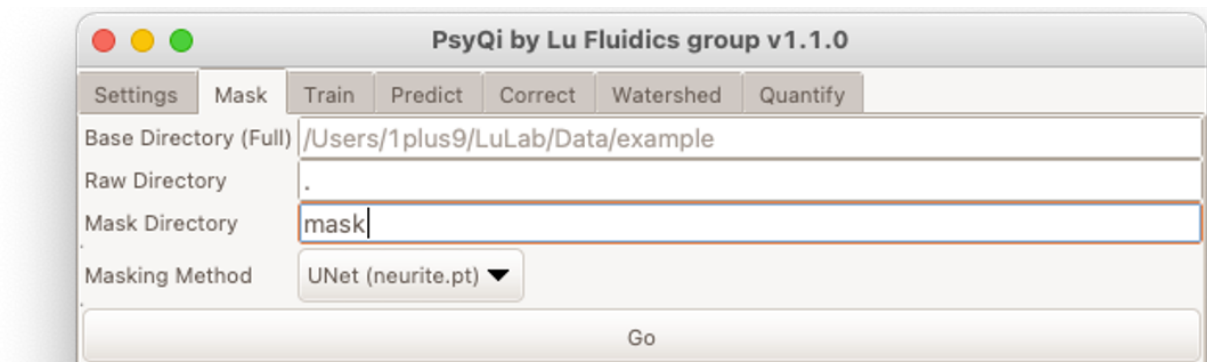 PsyQi by Lu Fluidics group v1.1.0
Settings Mask Train Predict Correct Watershed Quantify
Base Directory (Full) /Users/1plus9/LuLab/Data/example
Raw Directory .
Mask Directory mask
Masking Method UNet (neurite.pt)
Go